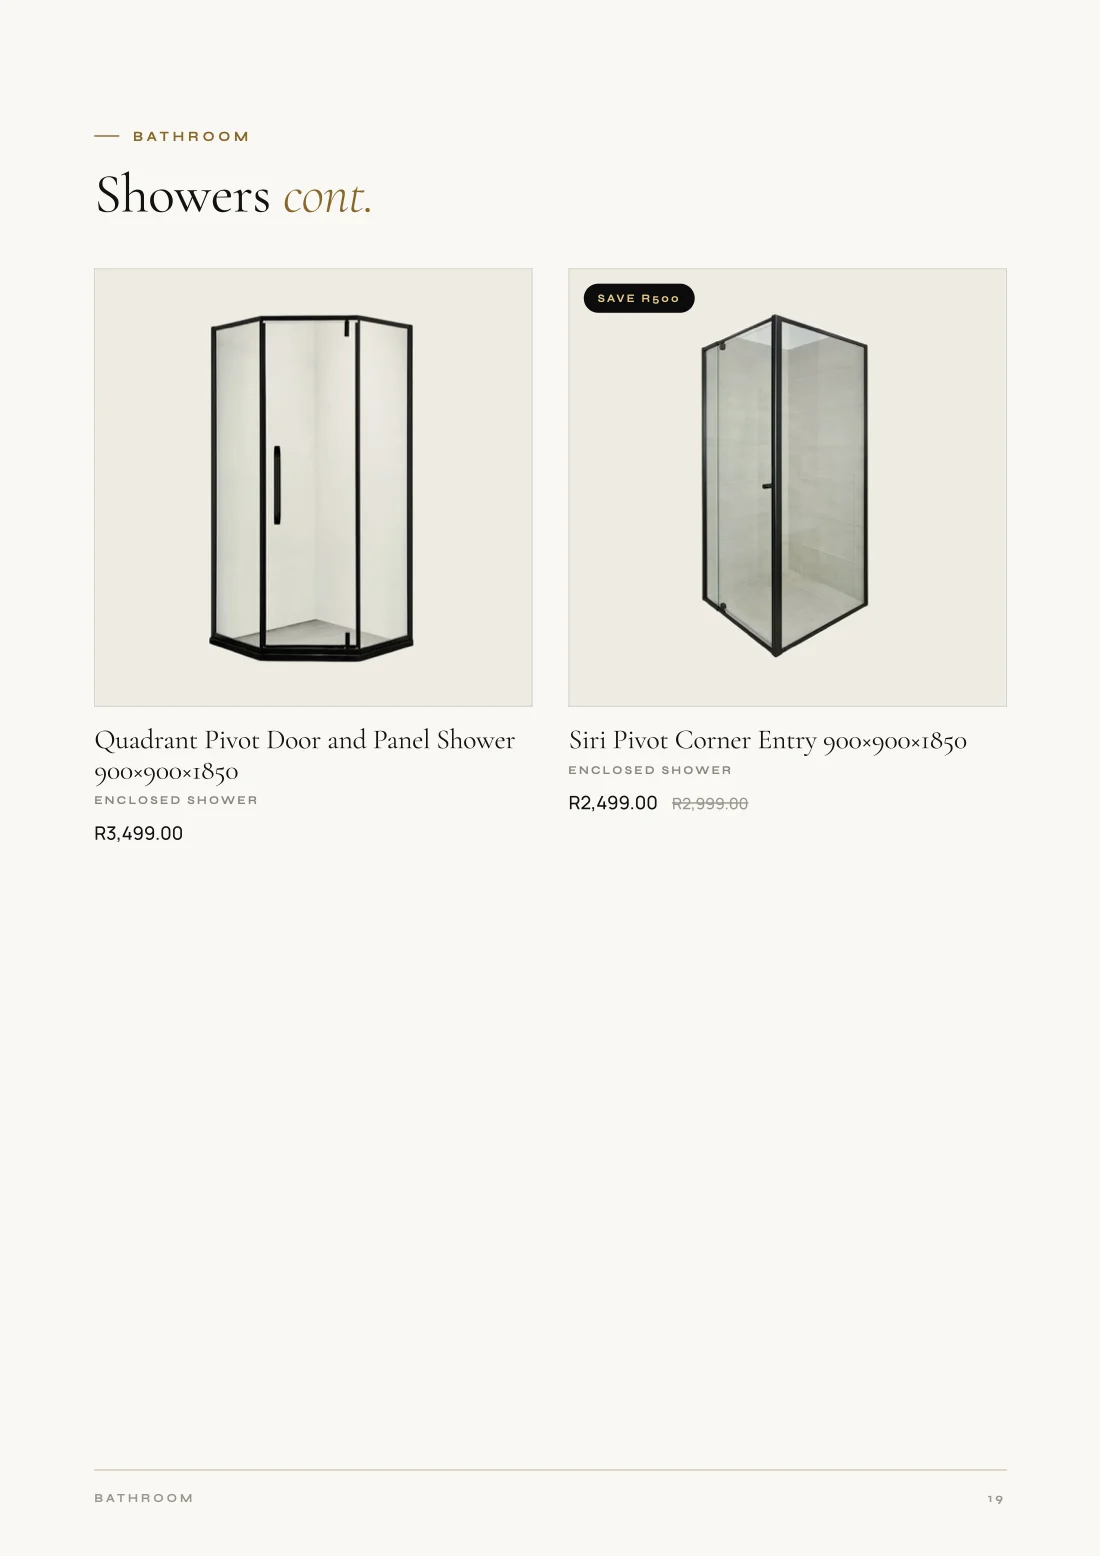 BATHROOM
Showers cont.
SAVE R500
Quadrant Pivot Door and Panel Shower
900×900×1850
ENCLOSED SHOWER
R3,499.00
Siri Pivot Corner Entry 900×900×1850
ENCLOSED SHOWER
R2,499.00 R2,999.00
BATHROOM
19